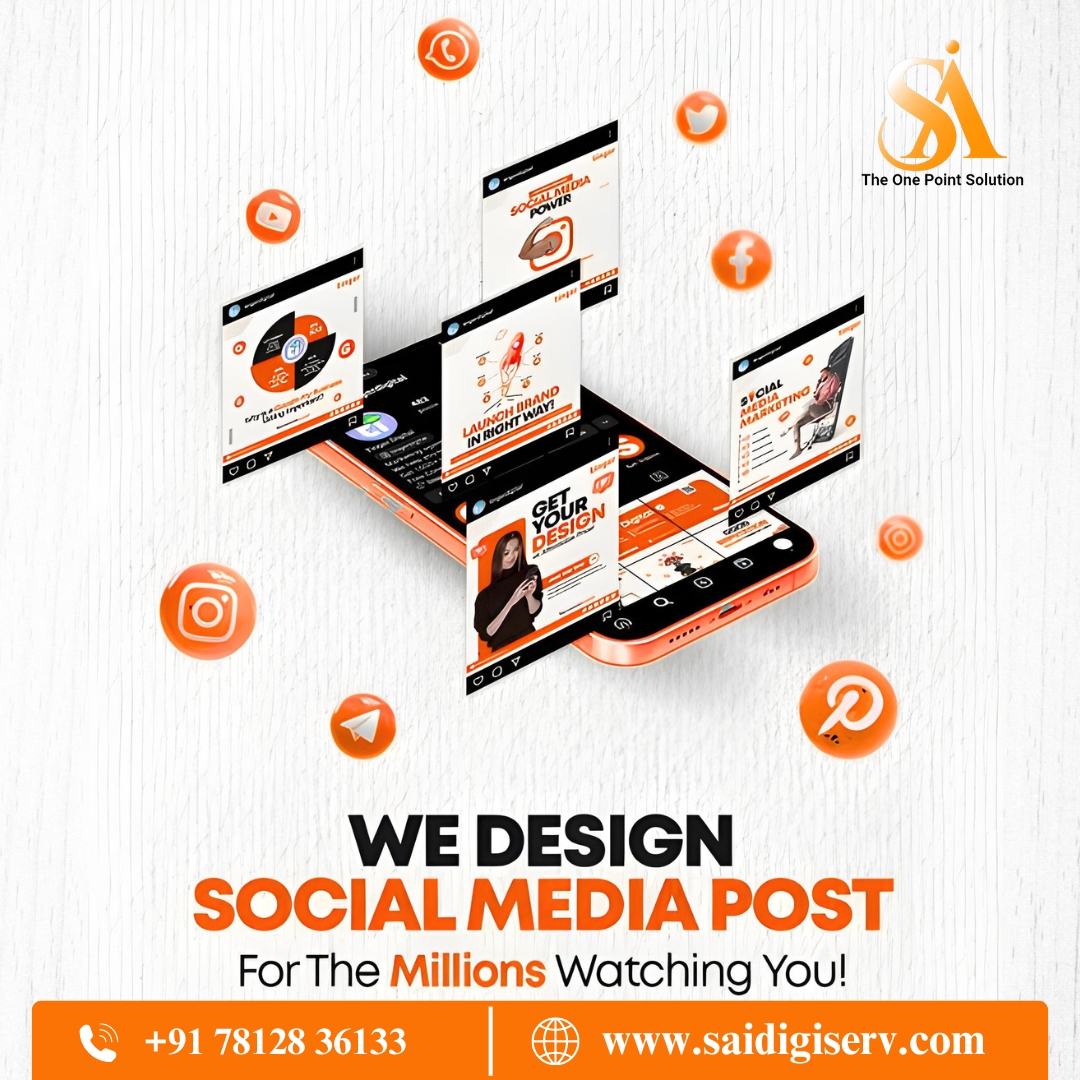 SAI
The One Point Solution
SOCIAL MEDIA
POWER
LAUNCH BRAND
IN RIGHT WAY!
SOCIAL
MEDIA
MARKETING
GET
YOUR
DESIGN
WE DESIGN
SOCIAL MEDIA POST
For The Millions Watching You!
+91 78128 36133
www.saidigiserv.com